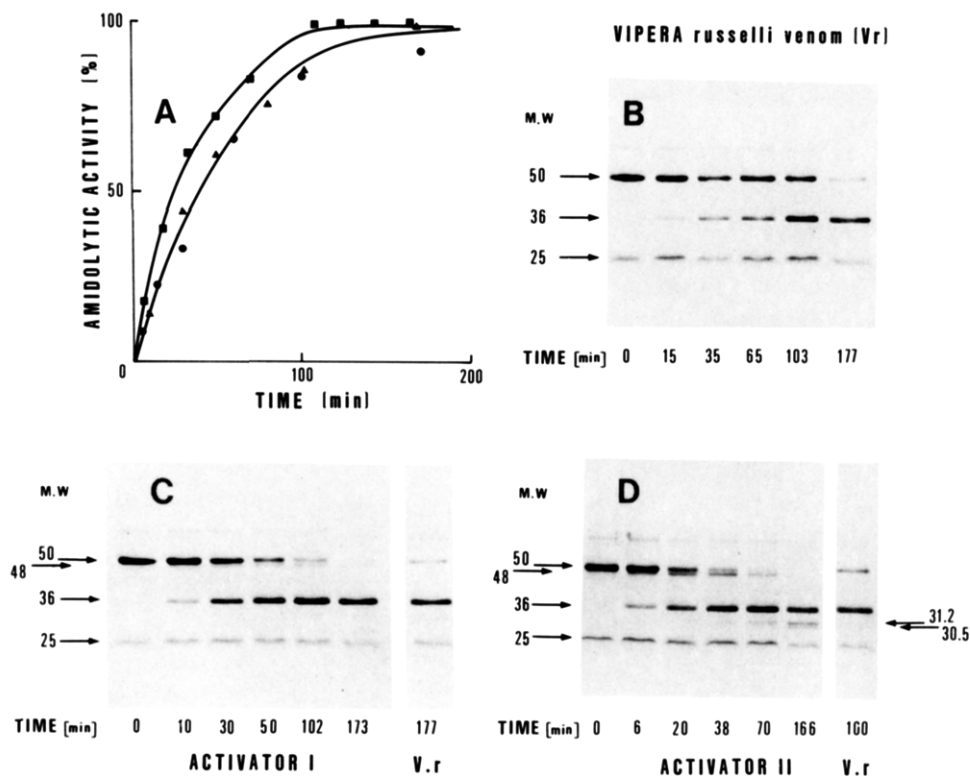 100
50
0
100
200
AMIDOLYTIC ACTIVITY (%)
TIME (min)
A
VIPERA russelli venom (Vr)
M.W
B
50
36
25
TIME [min] 0 15 35 65 103 177
M.W
C
50
48
36
25
TIME [min] 0 10 30 50 102 173 177
ACTIVATOR I V.r
M.W
D
50
48
36
25
31.2
30.5
TIME [min] 0 6 20 38 70 166 100
ACTIVATOR II V.r